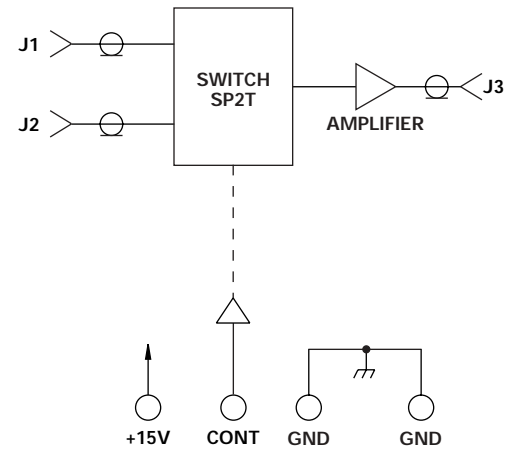 J1
SWITCH
SP2T
J3
J2
AMPLIFIER
+15V CONT GND GND